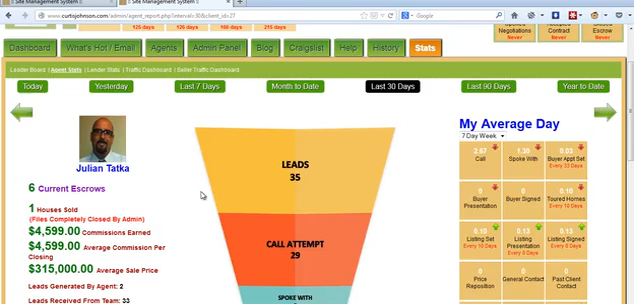 Site Management System
Site Management System
www.curtisjohnson.com/admin/agent_report.php?interval=30&client_id=27
Google
125 days
126 days
168 days
215 days
Negotiations
Never
Accepted
Contract
Never
Escrow
Never
Dashboard
What's Hot / Email
Agents
Admin Panel
Blog
Craigslist
Help
History
Stats
Leader Board | Agent Stats | Lender Stats | Traffic Dashboard | Seller Traffic Dashboard
Today
Yesterday
Last 7 Days
Month to Date
Last 30 Days
Last 90 Days
Year to Date
Julian Tatka
6 Current Escrows
1 Houses Sold
(Files Completely Closed By Admin)
$4,599.00 Commissions Earned
$4,599.00 Average Commission Per
Closing
$315,000.00 Average Sale Price
Leads Generated By Agent: 2
Leads Received From Team: 33
LEADS
35
CALL ATTEMPT
29
SPOKE WITH
My Average Day
7 Day Week
2.97
Call
1.30
Spoke With
0.03
Buyer Appt Set
Every 33 Days
0
Buyer
Presentation
0
Buyer Signed
0.10
Toured Homes
Every 10 Days
Listing Set
Every 10 Days
0.13
Listing
Presentation
Every 8 Days
0.13
Listing Signed
Every 8 Days
0
Price
Reposition
0
General Contact
0
Past Client
Contact